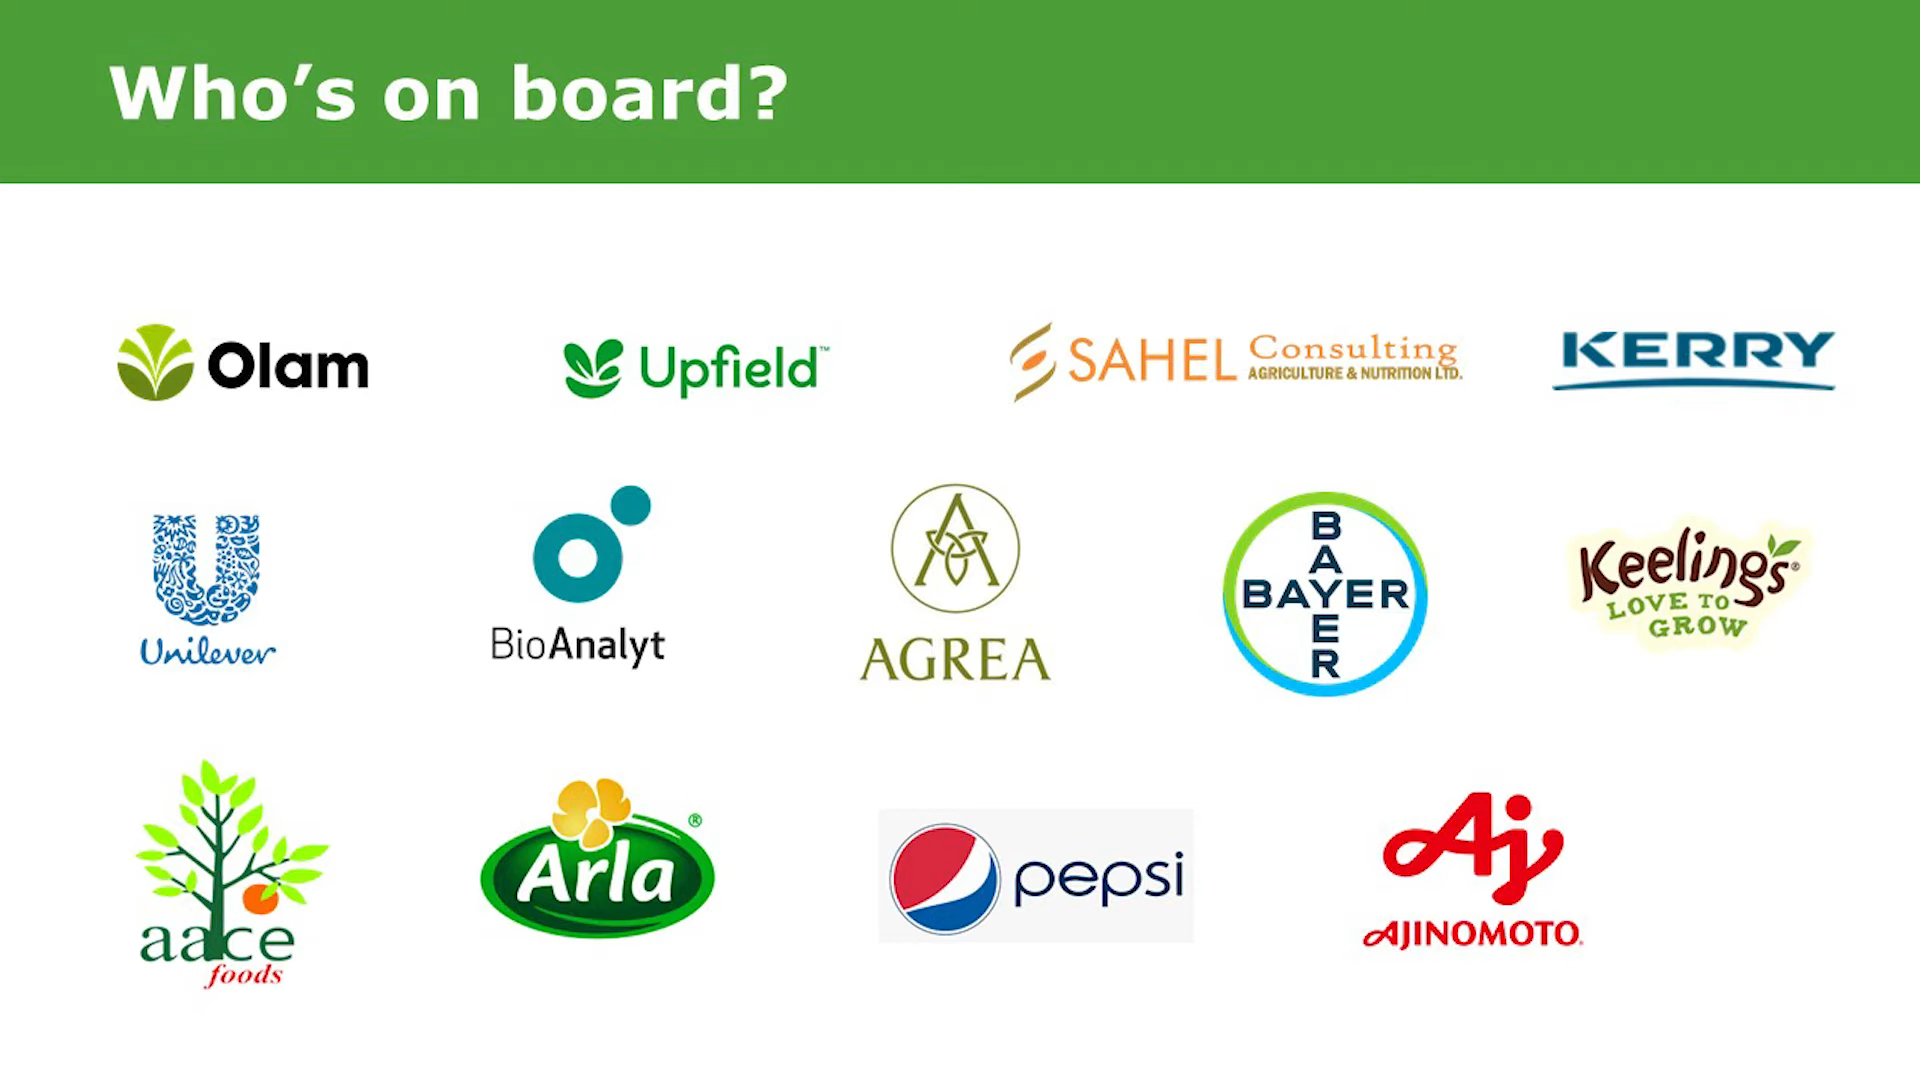 Who's on board?
Olam
Upfield™
SAHEL Consulting
AGRICULTURE & NUTRITION LTD.
KERRY
Unilever
BioAnalyt
AGREA
BAYER
BAYER
Keelings®
LOVE TO
GROW
aace
foods
Arla®
pepsi
Aj
AJINOMOTO®